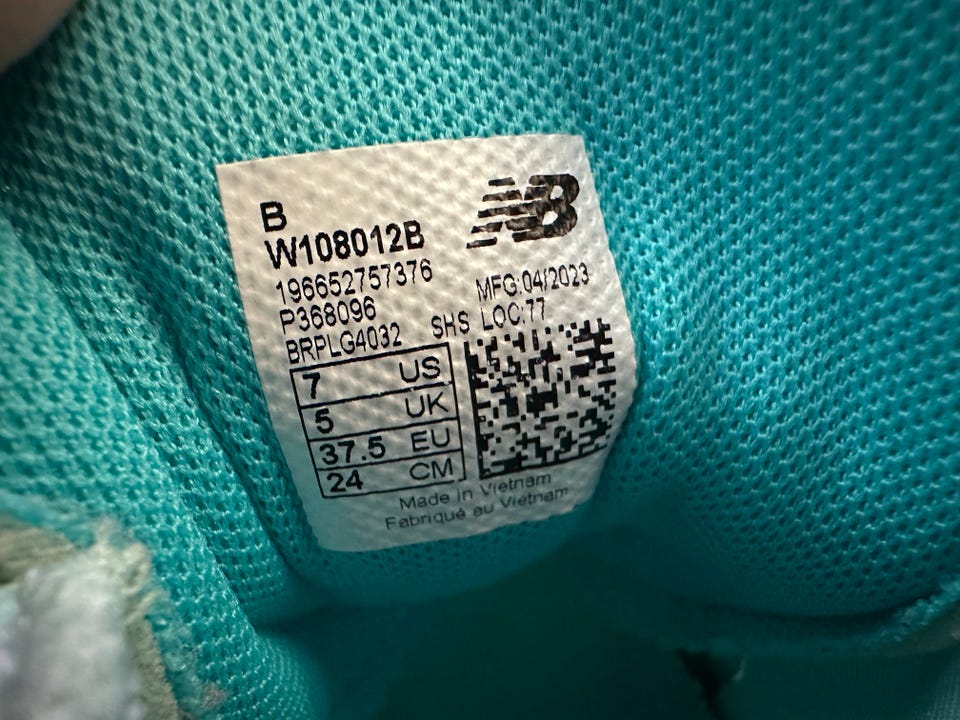 B
NB
W108012B
196652757376
MFG:04/2023
P368096
BRPLG4032 SHS LOC:77
7 US
5 UK
37.5 EU
24 CM
Made in Vietnam
Fabriqué au Vietnam